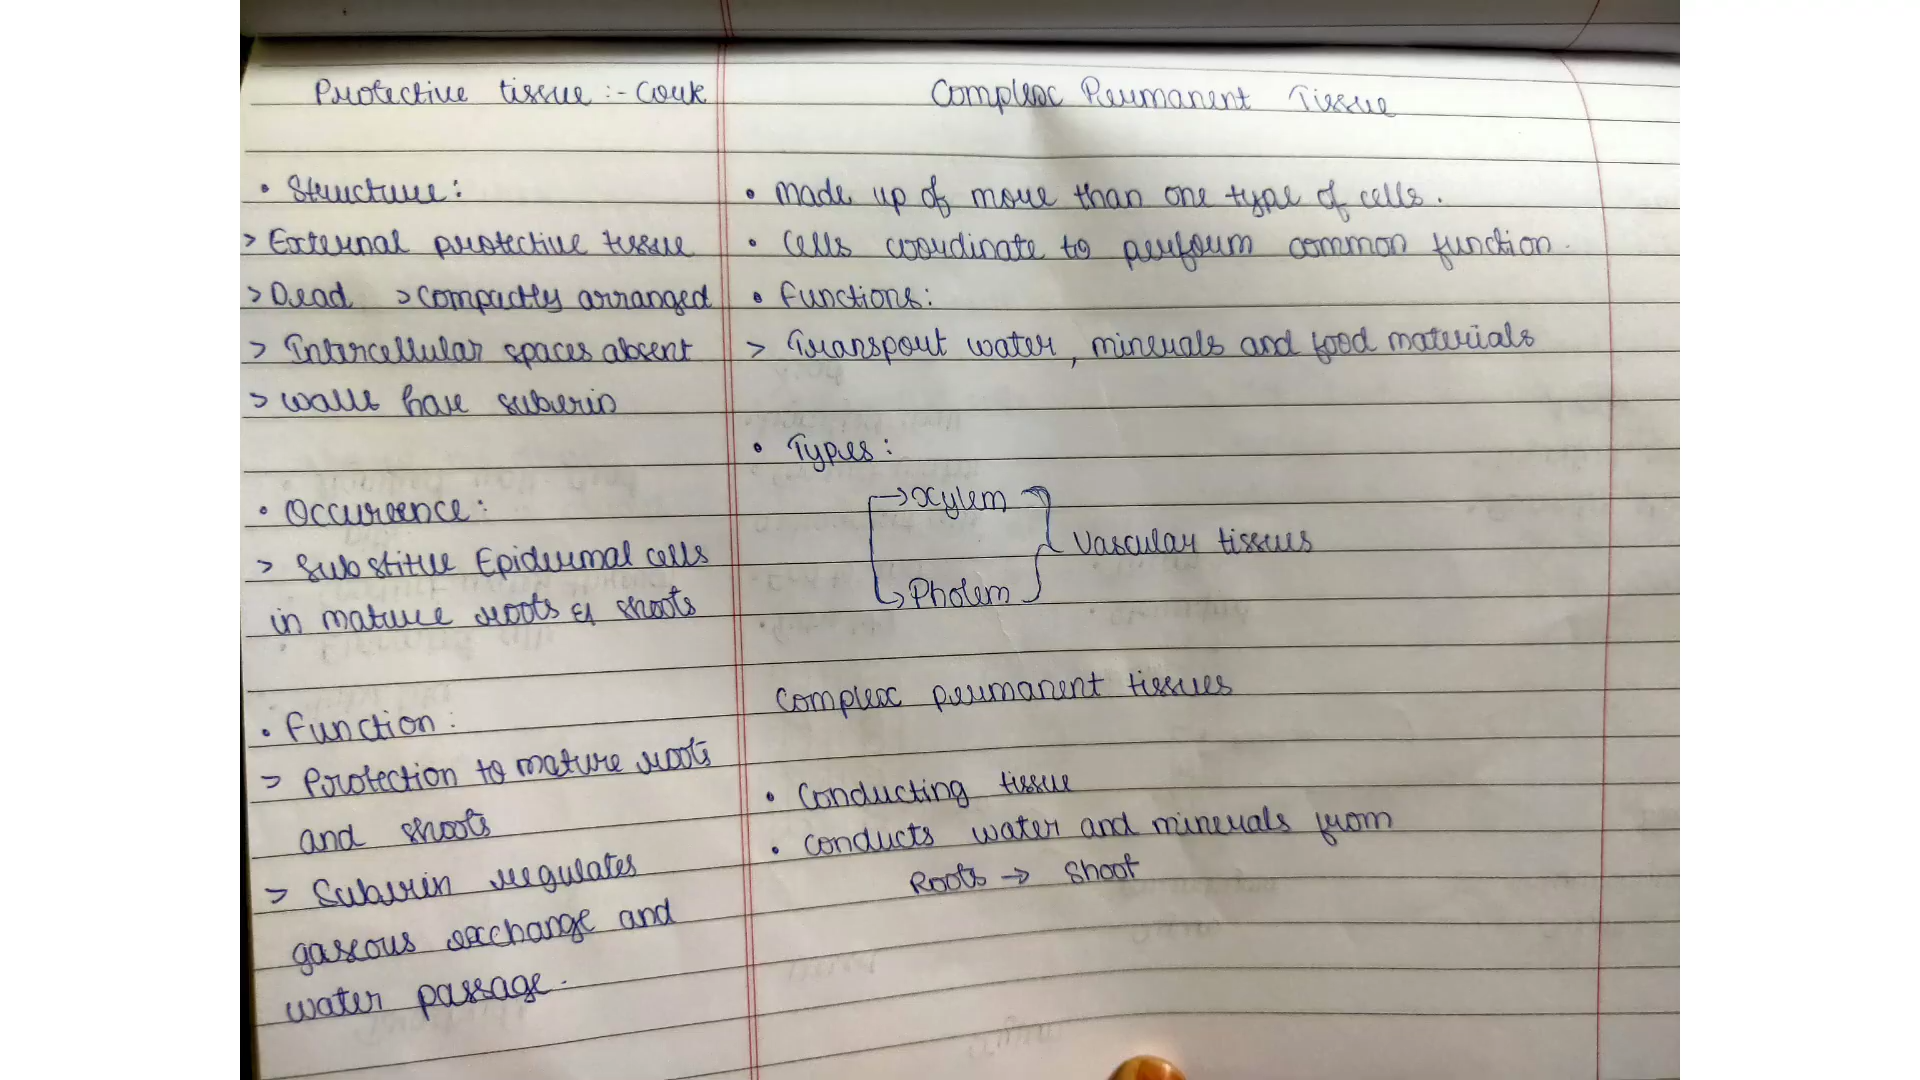 Protective tissue :- Cork
• Structure :
> External protective tissue
> Dead > compactly arranged
> Intercellular spaces absent
> walls have suberin
• Occurence :
> Substitue Epidermal cells
in mature roots & shoots
• Function :
> Protection to mature roots
and shoots
> Suberin regulates
gaseous exchange and
water passage.
Complex Permanent Tissue
• Made up of more than one type of cells.
• Cells coordinate to perform common function.
• Functions :
> Transport water, minerals and food materials
• Types :
→ xylem
Vascular tissues
→ Pholem
Complex permanent tissues
• Conducting tissue
• conducts water and minerals from
Roots → Shoot